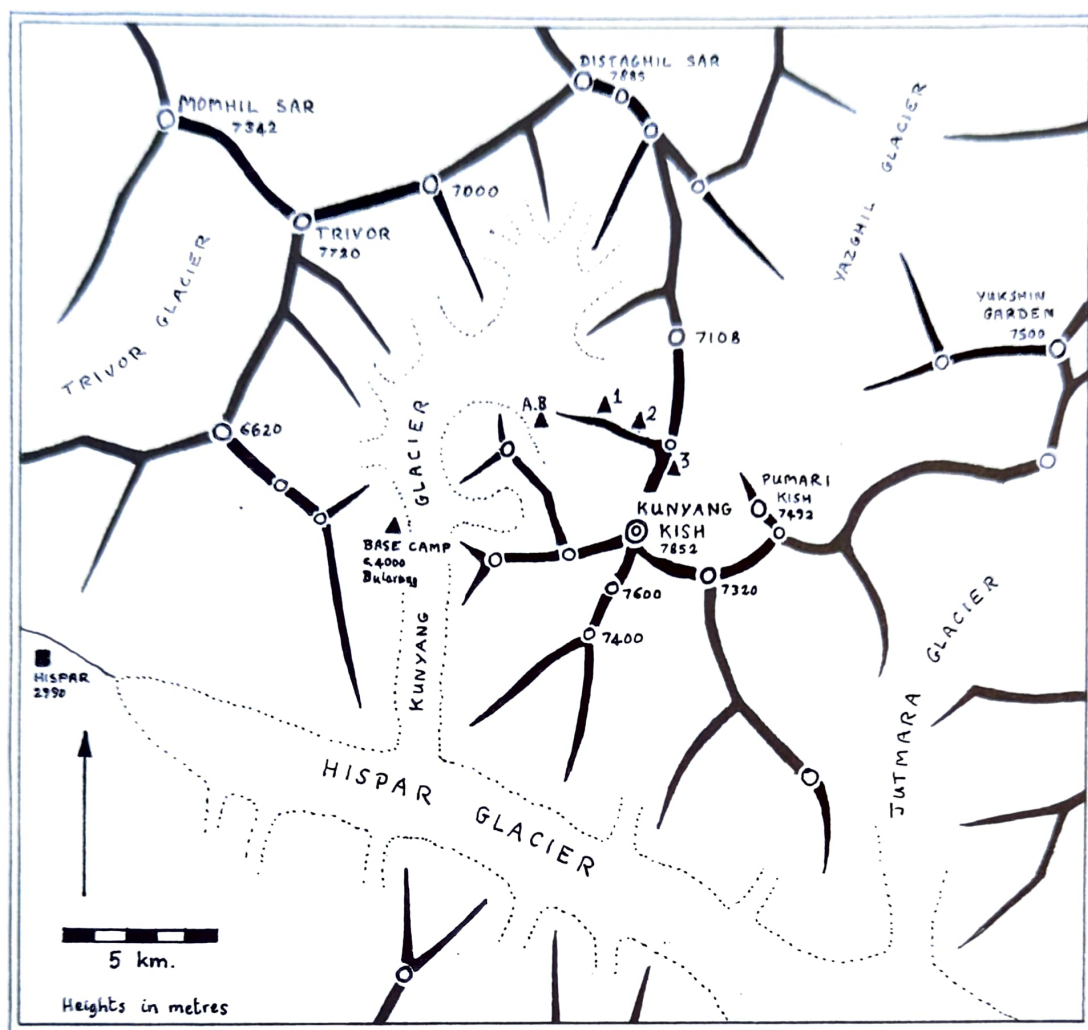 DISTAGHIL SAR
7885
MOMHIL SAR
7342
7000
TRIVOR
7720
YAZGHIL GLACIER
TRIVOR GLACIER
YUKSHIN
GARDEN
7500
7108
A.B
1
2
3
6620
KUNYANG GLACIER
PUMARI
KISH
7492
KUNYANG
KISH
7852
BASE CAMP
4000
7600
7320
7400
HISPAR
2990
JUTMARA GLACIER
HISPAR GLACIER
5 km.
Heights in metres